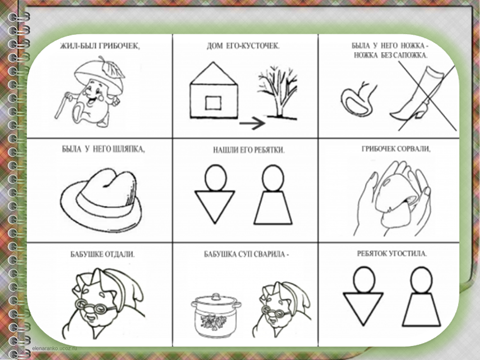 ЖИЛ-БЫЛ ГРИБОЧЕК,
ДОМ ЕГО-КУСТОЧЕК.
БЫЛА У НЕГО НОЖКА -
НОЖКА БЕЗ САПОЖКА.
БЫЛА У НЕГО ШЛЯПКА,
НАШЛИ ЕГО РЕБЯТКИ.
ГРИБОЧЕК СОРВАЛИ,
БАБУШКЕ ОТДАЛИ.
БАБУШКА СУП СВАРИЛА -
РЕБЯТОК УГОСТИЛА.